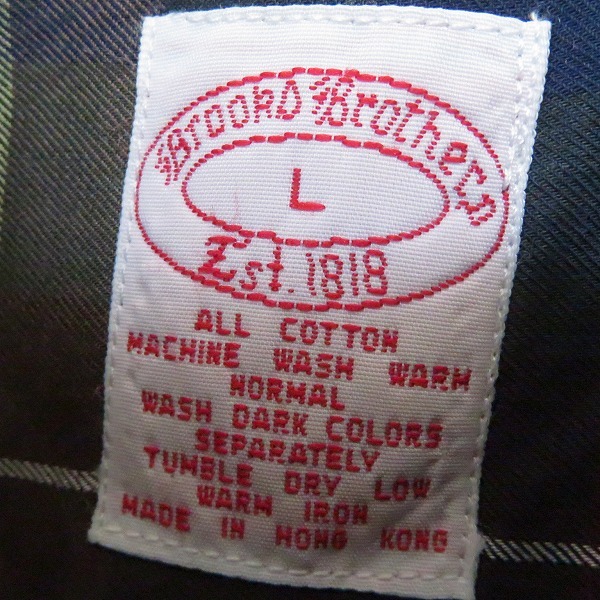 Brooks Brothers
L
Est. 1818
ALL COTTON
MACHINE WASH WARM
NORMAL
WASH DARK COLORS
SEPARATELY
TUMBLE DRY LOW
WARM IRON
MADE IN HONG KONG